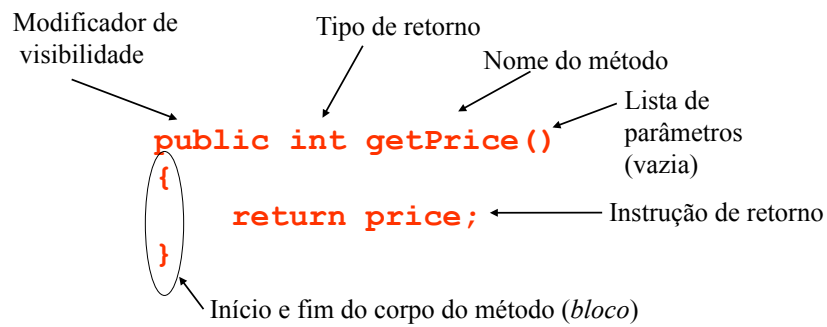 Modificador de
visibilidade
Tipo de retorno
Nome do método
Lista de
parâmetros
(vazia)
public int getPrice()
{
return price;
Instrução de retorno
}
Início e fim do corpo do método (bloco)